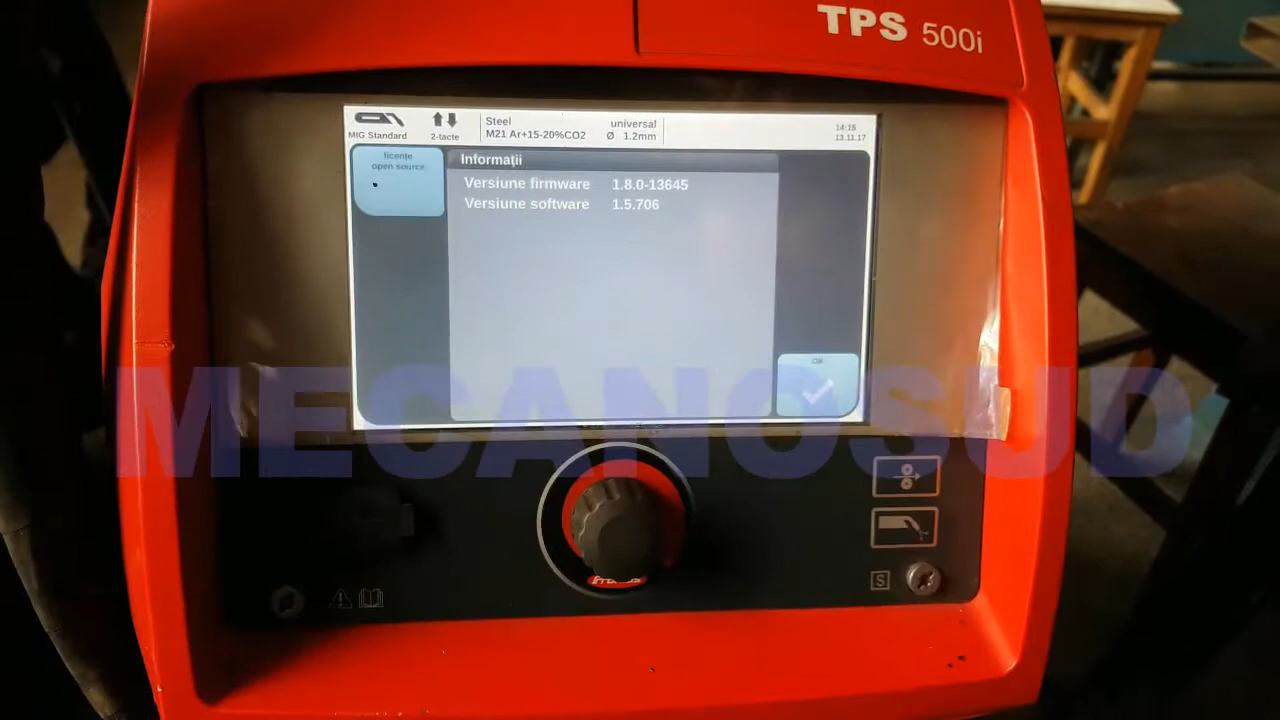 TPS 500i
MIG Standard
2-tacte
Steel
M21 Ar+15-20%CO2
universal
Ø 1.2mm
14:15
13.11.17
licențe
open source
Informații
Versiune firmware 1.8.0-13645
Versiune software 1.5.706
OK
MECANOSUD
S